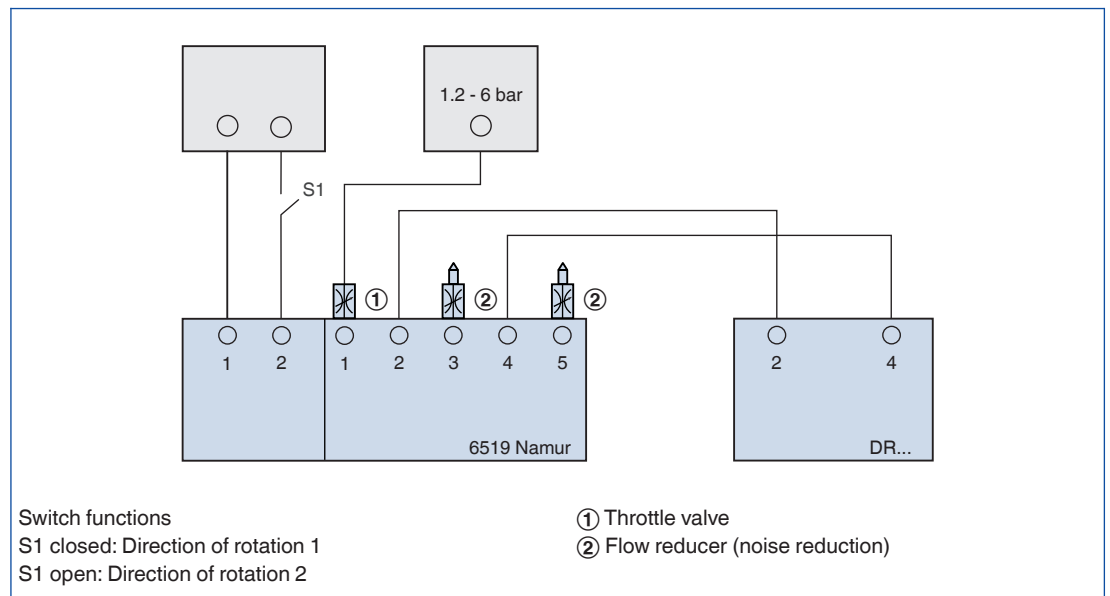 1.2 - 6 bar
S1
1 2 2
1 2 1 2 3 4 5 2 4
6519 Namur DR...
Switch functions
S1 closed: Direction of rotation 1
S1 open: Direction of rotation 2
1 Throttle valve
2 Flow reducer (noise reduction)